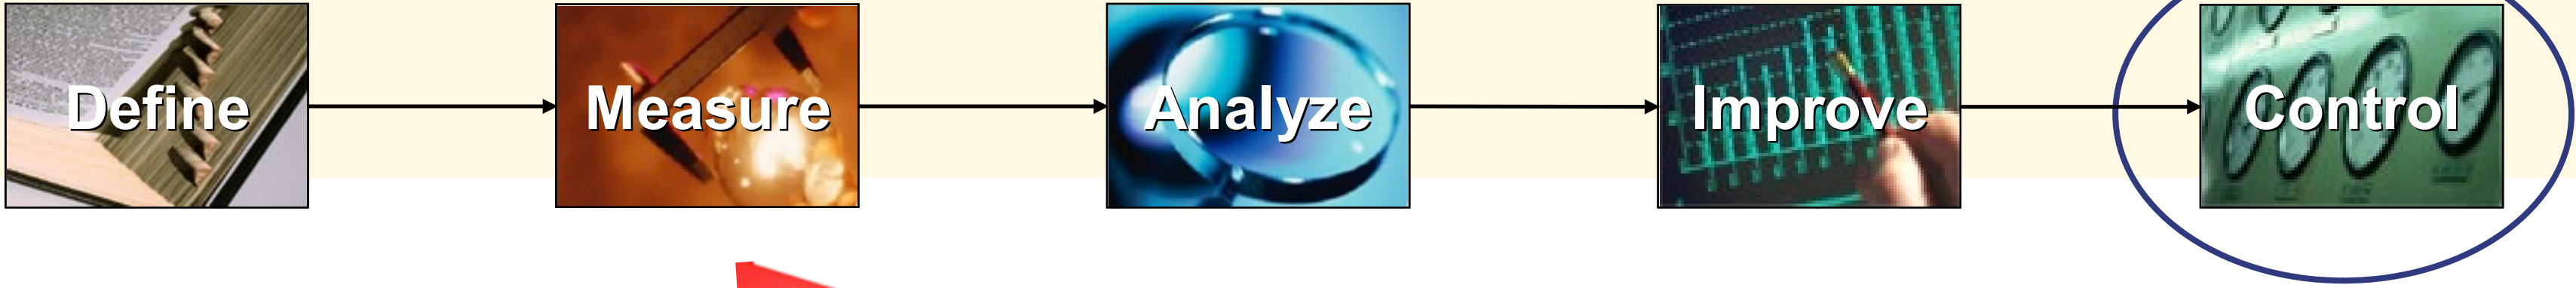 Define
Measure
Analyze
Improve
Control